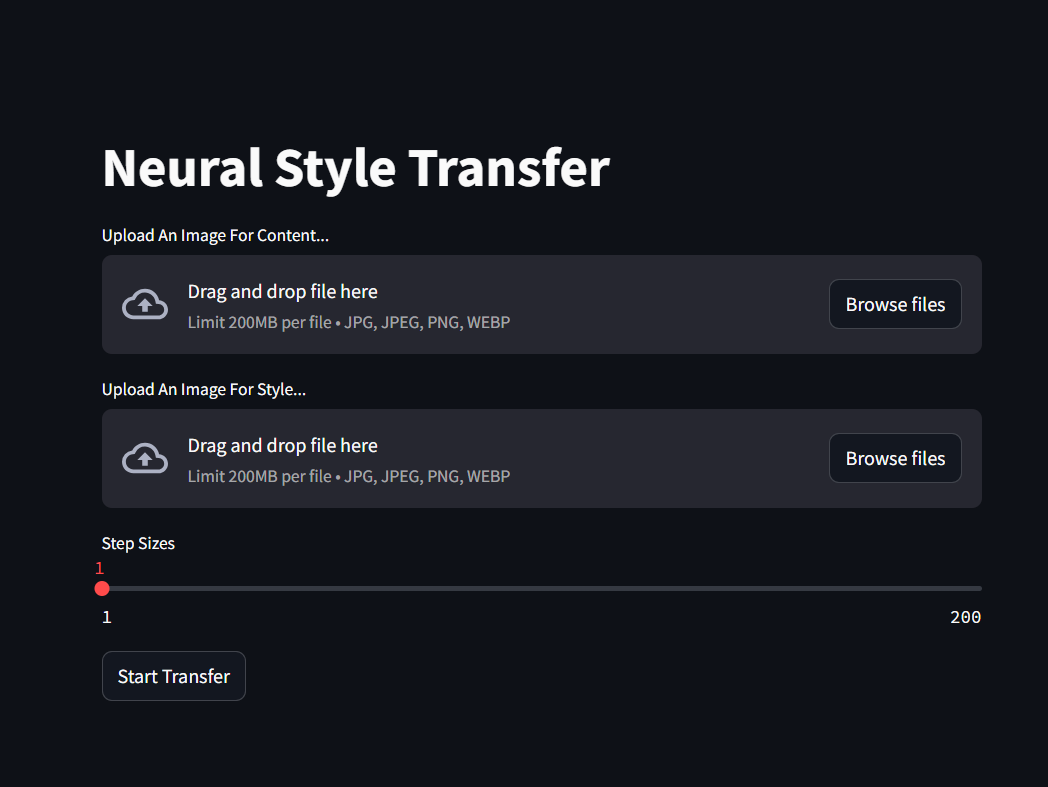 Neural Style Transfer
Upload An Image For Content...
Drag and drop file here
Limit 200MB per file • JPG, JPEG, PNG, WEBP
Browse files
Upload An Image For Style...
Drag and drop file here
Limit 200MB per file • JPG, JPEG, PNG, WEBP
Browse files
Step Sizes
1
1 200
Start Transfer